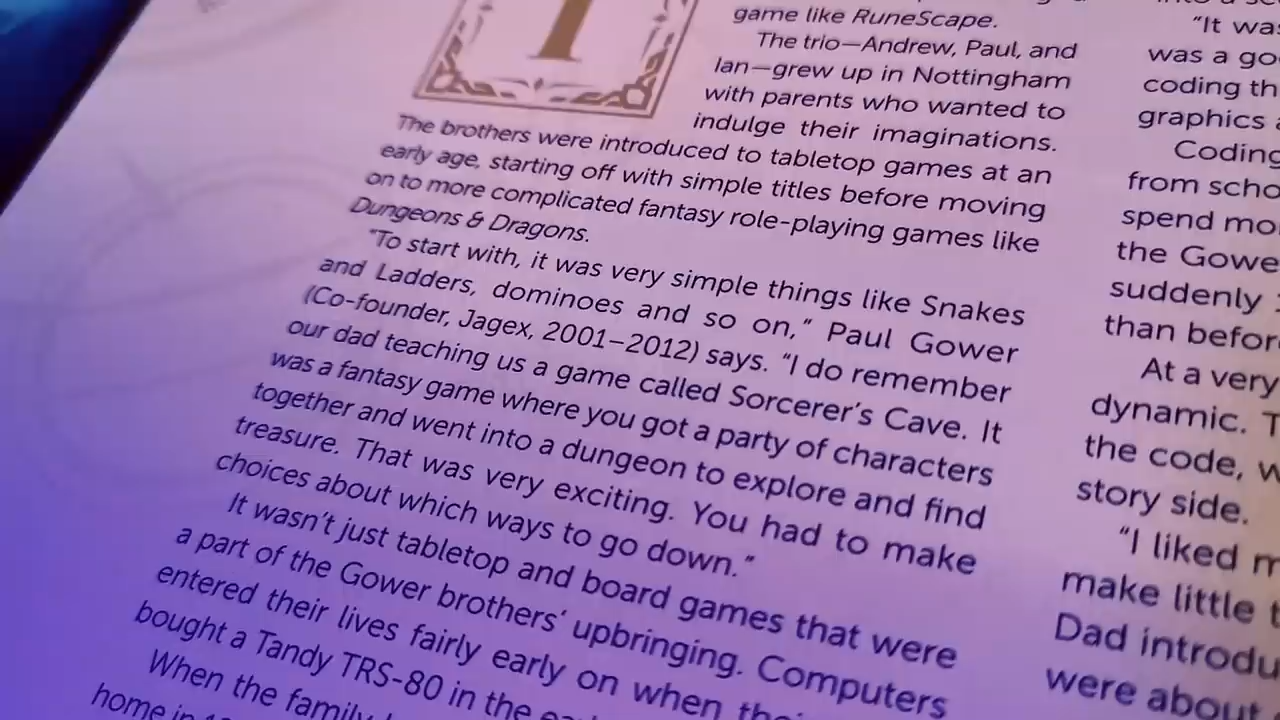 I
game like RuneScape.
The trio—Andrew, Paul, and
Ian—grew up in Nottingham
with parents who wanted to
indulge their imaginations.
The brothers were introduced to tabletop games at an
early age, starting off with simple titles before moving
on to more complicated fantasy role-playing games like
Dungeons & Dragons.
"To start with, it was very simple things like Snakes
and Ladders, dominoes and so on," Paul Gower
(Co-founder, Jagex, 2001–2012) says. "I do remember
our dad teaching us a game called Sorcerer's Cave. It
was a fantasy game where you got a party of characters
together and went into a dungeon to explore and find
treasure. That was very exciting. You had to make
choices about which ways to go down."
It wasn't just tabletop and board games that were
a part of the Gower brothers' upbringing. Computers
entered their lives fairly early on when
bought a Tandy TRS-80 in the
When the family
home in
"It was
was a go
coding th
graphics
Coding
from scho
spend mo
the Gowe
suddenly
than befor
At a very
dynamic. T
the code, w
story side.
"I liked m
make little t
Dad introdu
were about